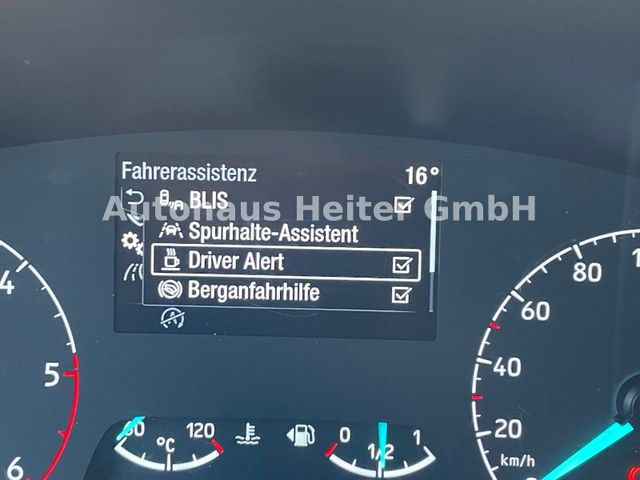 Fahrerassistenz 16°
BLIS
Autohaus Heiter GmbH
Spurhalte-Assistent
Driver Alert
Berganfahrhilfe
4
5
6
60 °C 120
0 1/2 1
80
60
40
20
km/h